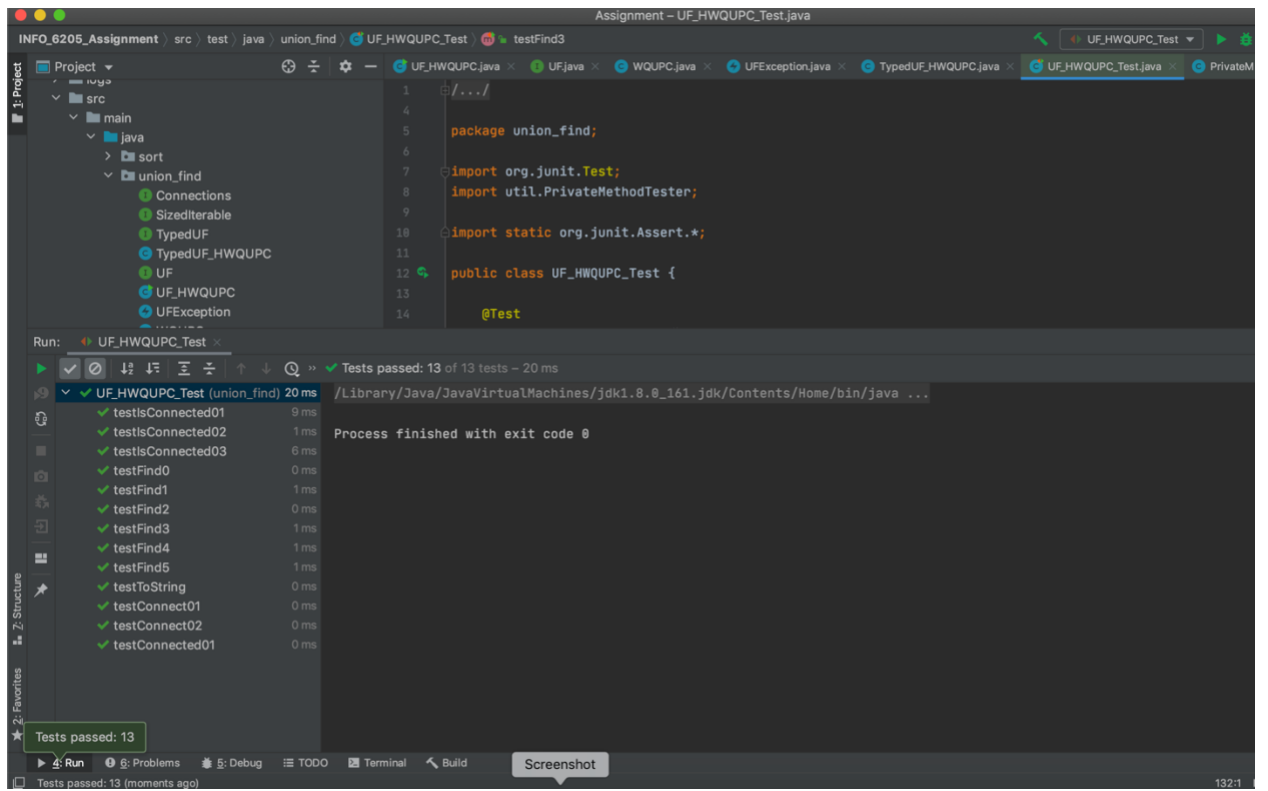 Assignment – UF_HWQUPC_Test.java
INFO_6205_Assignment 〉 src 〉 test 〉 java 〉 union_find 〉 UF_HWQUPC_Test 〉 testFind3
UF_HWQUPC_Test
1: Project
Project
UF_HWQUPC.java
UF.java
WQUPC.java
UFException.java
TypedUF_HWQUPC.java
UF_HWQUPC_Test.java
PrivateM
logs
src
main
java
sort
union_find
Connections
SizedIterable
TypedUF
TypedUF_HWQUPC
UF
UF_HWQUPC
UFException
1 /.../
4
5 package union_find;
6
7 import org.junit.Test;
8 import util.PrivateMethodTester;
9
10 import static org.junit.Assert.*;
11
12 public class UF_HWQUPC_Test {
13
14 @Test
Run: UF_HWQUPC_Test
Tests passed: 13 of 13 tests – 20 ms
UF_HWQUPC_Test (union_find) 20 ms
testIsConnected01 9 ms
testIsConnected02 1 ms
testIsConnected03 6 ms
testFind0 0 ms
testFind1 1 ms
testFind2 0 ms
testFind3 1 ms
testFind4 1 ms
testFind5 1 ms
testToString 0 ms
testConnect01 0 ms
testConnect02 0 ms
testConnected01 0 ms
/Library/Java/JavaVirtualMachines/jdk1.8.0_161.jdk/Contents/Home/bin/java ...
Process finished with exit code 0
Z: Structure
2: Favorites
Tests passed: 13
4: Run
6: Problems
5: Debug
TODO
Terminal
Build
Screenshot
Tests passed: 13 (moments ago)
132:1